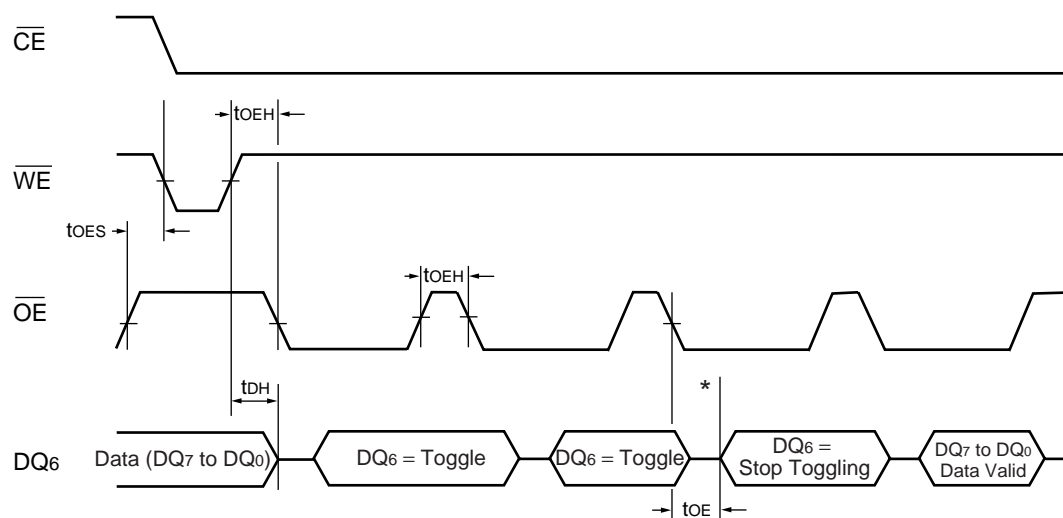 CE
tOEH
WE
tOES
tOEH
OE
tDH
*
DQ6
Data (DQ7 to DQ0)
DQ6 = Toggle
DQ6 = Toggle
DQ6 =
Stop Toggling
DQ7 to DQ0
Data Valid
tOE